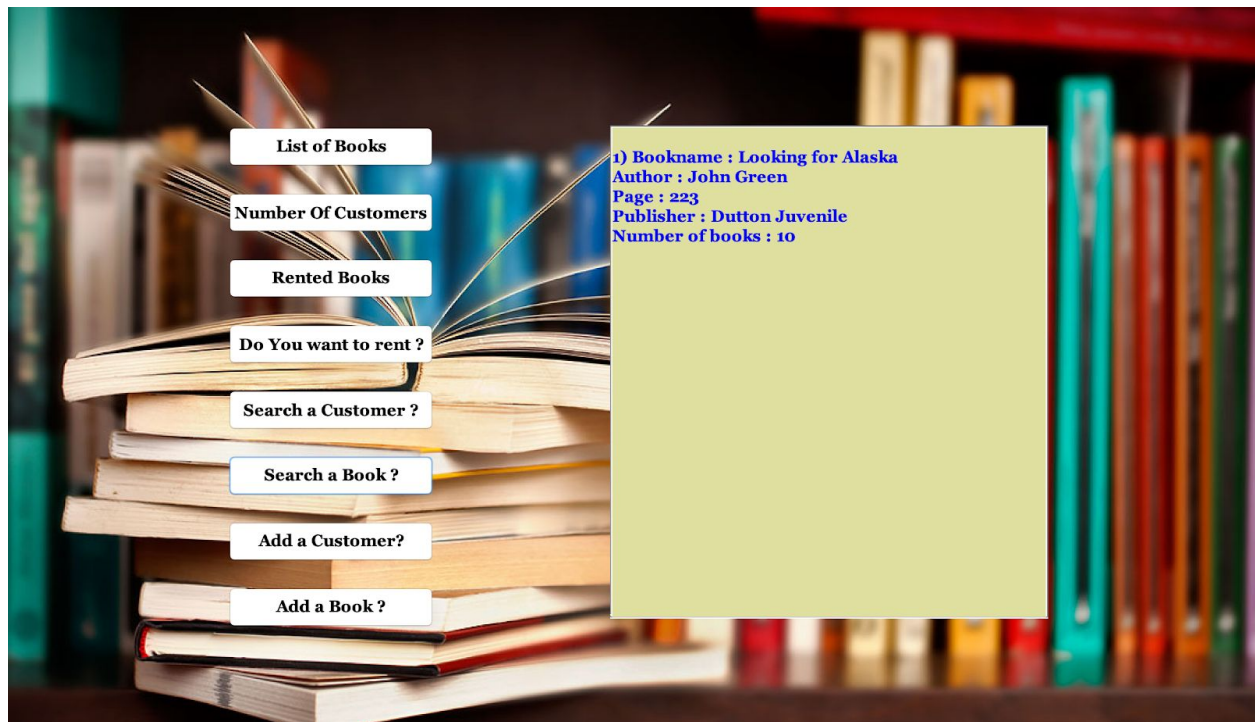 List of Books
Number Of Customers
Rented Books
Do You want to rent ?
Search a Customer ?
Search a Book ?
Add a Customer?
Add a Book ?
1) Bookname : Looking for Alaska
Author : John Green
Page : 223
Publisher : Dutton Juvenile
Number of books : 10